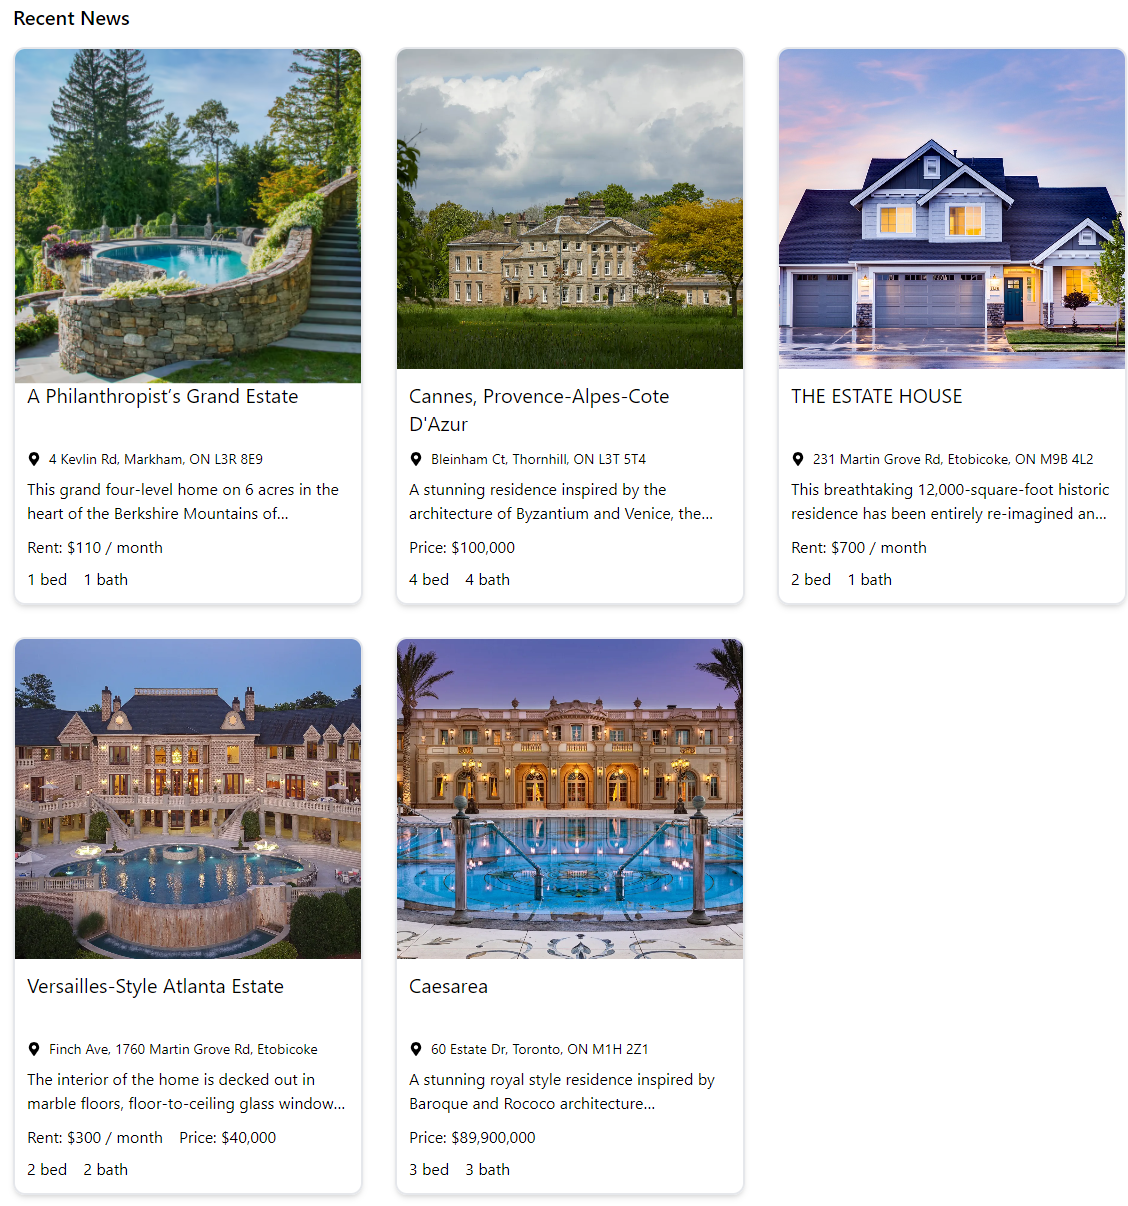 Recent News
A Philanthropist’s Grand Estate
4 Kevlin Rd, Markham, ON L3R 8E9
This grand four-level home on 6 acres in the
heart of the Berkshire Mountains of...
Rent: $110 / month
1 bed 1 bath
Cannes, Provence-Alpes-Cote
D'Azur
Bleinham Ct, Thornhill, ON L3T 5T4
A stunning residence inspired by the
architecture of Byzantium and Venice, the...
Price: $100,000
4 bed 4 bath
THE ESTATE HOUSE
231 Martin Grove Rd, Etobicoke, ON M9B 4L2
This breathtaking 12,000-square-foot historic
residence has been entirely re-imagined an...
Rent: $700 / month
2 bed 1 bath
Versailles-Style Atlanta Estate
Finch Ave, 1760 Martin Grove Rd, Etobicoke
The interior of the home is decked out in
marble floors, floor-to-ceiling glass window...
Rent: $300 / month Price: $40,000
2 bed 2 bath
Caesarea
60 Estate Dr, Toronto, ON M1H 2Z1
A stunning royal style residence inspired by
Baroque and Rococo architecture...
Price: $89,900,000
3 bed 3 bath